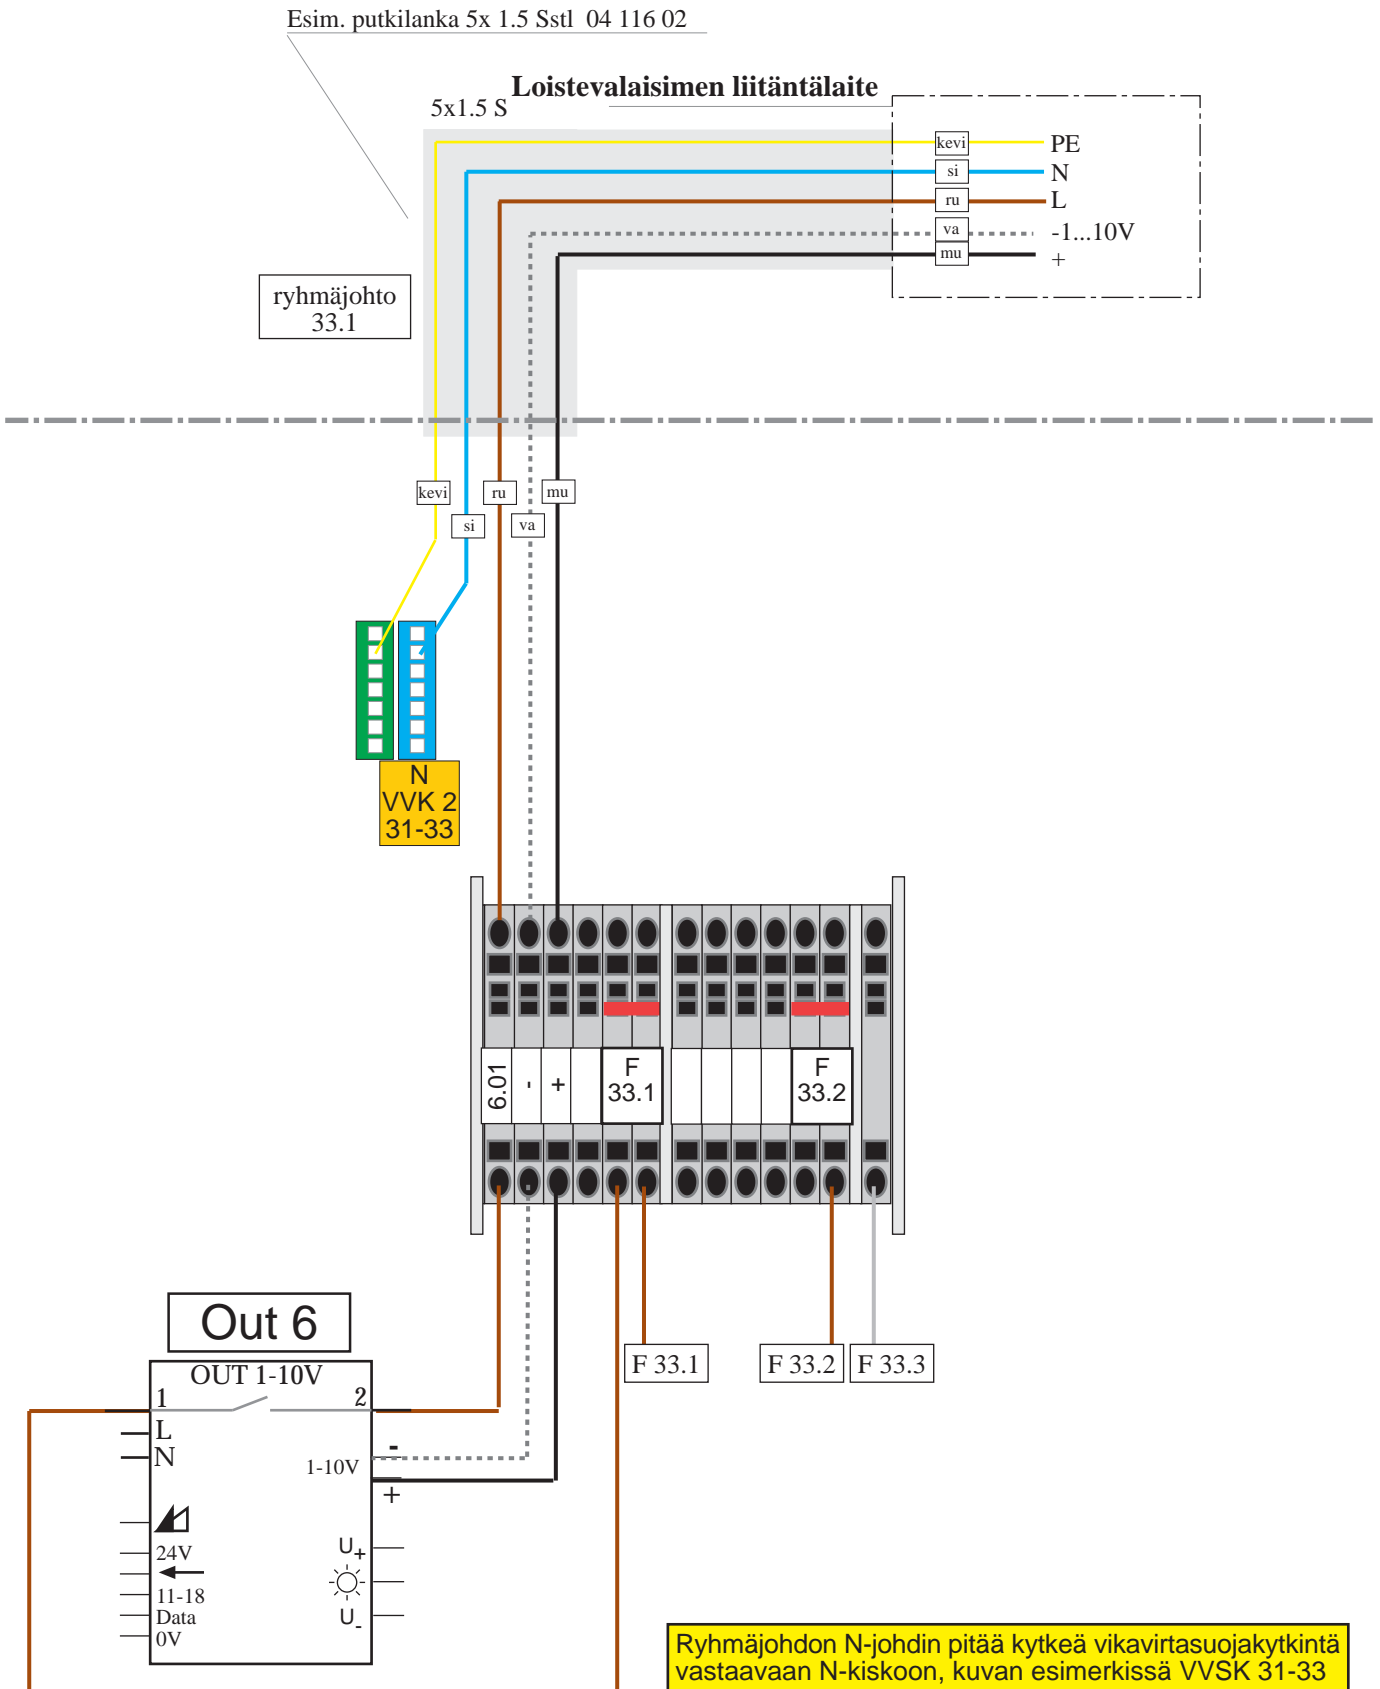 Esim. putkilanka 5x 1.5 Sstl  04 116 02
Loistevalaisimen liitäntälaite
5x1.5 S
kevi PE
si N
ru L
va -1...10V
mu +
ryhmäjohto
33.1
kevi ru mu
si va
N
VVK 2
31-33
6.01 - + F 33.1 F 33.2
Out 6
F 33.1 F 33.2 F 33.3
OUT 1-10V
1 2
L
N
-
1-10V
+
24V
U+
11-18
Data
U-
0V
Ryhmäjohdon N-johdin pitää kytkeä vikavirtasuojakytkintä
vastaavaan N-kiskoon, kuvan esimerkissä VVSK 31-33